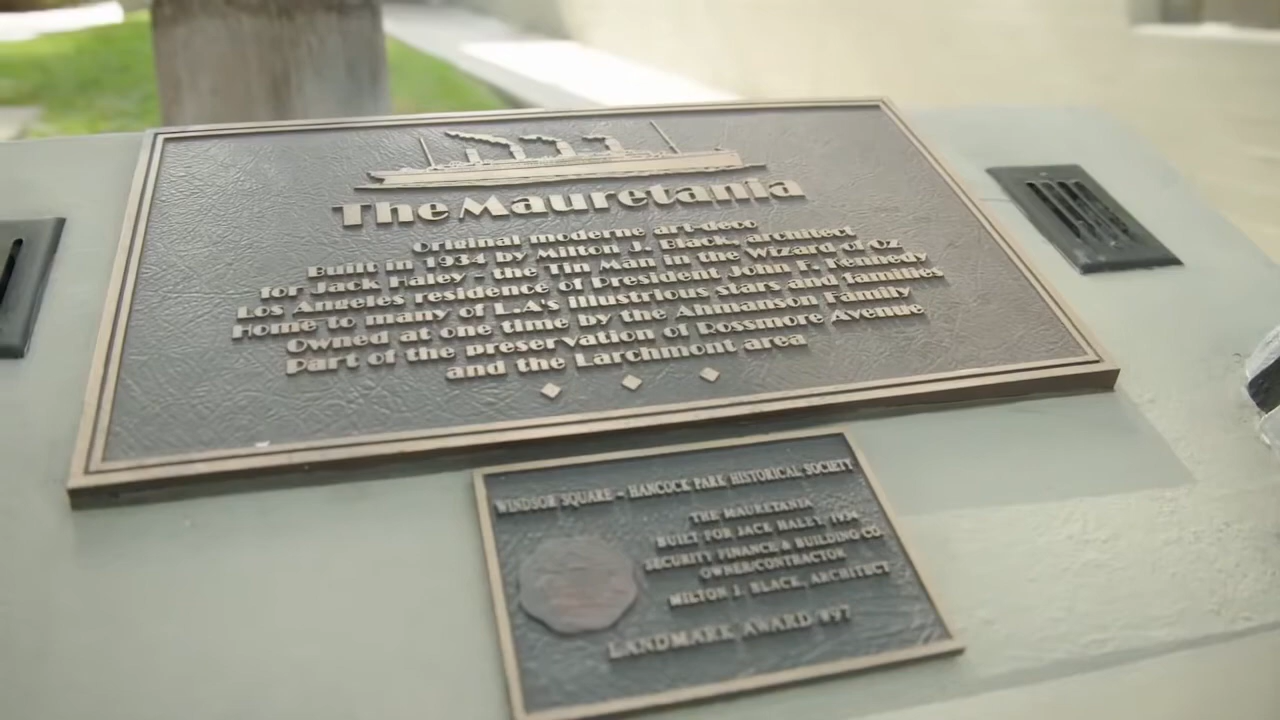 The Mauretania
Original moderne art-deco
Built in 1934 by Milton J. Black, architect
for Jack Haley - the Tin Man in the Wizard of Oz
Los Angeles residence of President John F. Kennedy
Home to many of L.A's illustrious stars and families
Owned at one time by the Ahmanson Family
Part of the preservation of Rossmore Avenue
and the Larchmont area
WINDSOR SQUARE - HANCOCK PARK HISTORICAL SOCIETY
THE MAURETANIA
BUILT FOR JACK HALEY, 1934
SECURITY FINANCE & BUILDING CO.
OWNER/CONTRACTOR
MILTON J. BLACK, ARCHITECT
LANDMARK AWARD #97